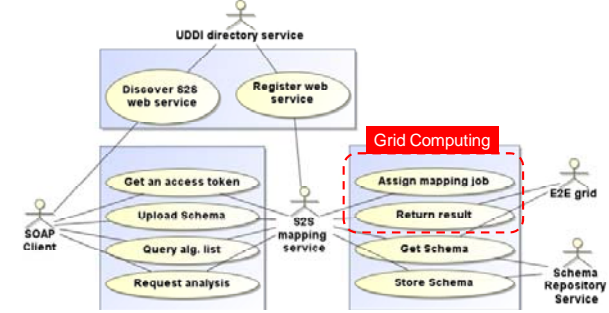 UDDI directory service
Discover S2S
web service
Register web
service
Grid Computing
Get an access token
Assign mapping job
E2E grid
Upload Schema
S2S
mapping
service
Return result
SOAP
Client
Query alg. list
Get Schema
Request analysis
Store Schema
Schema
Repository
Service